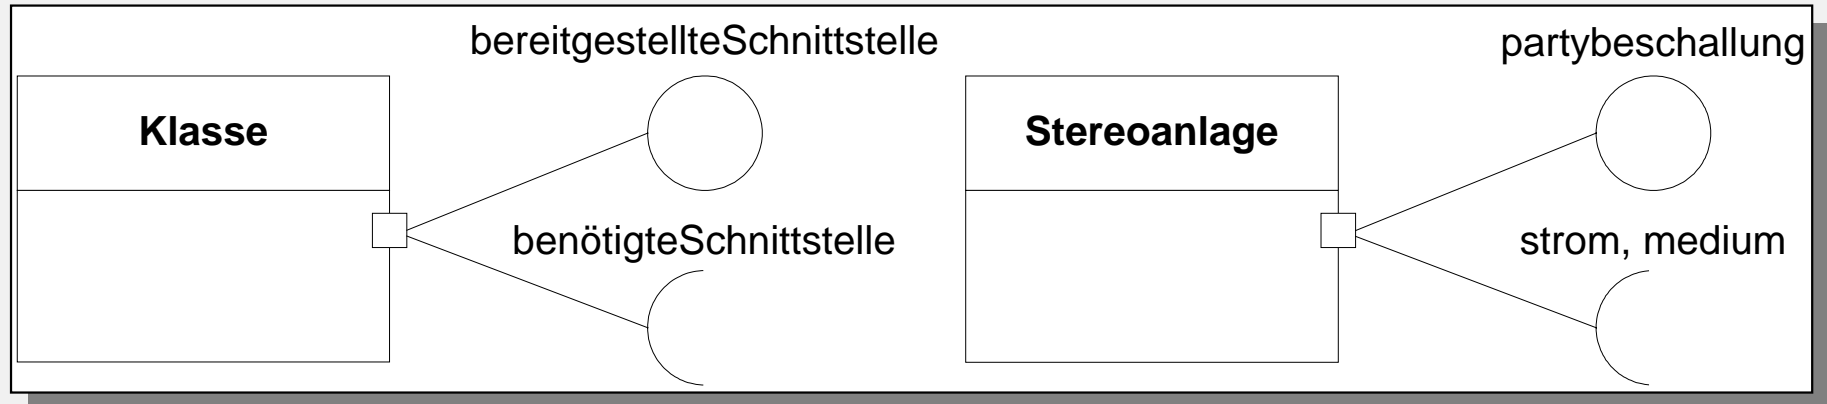 bereitgestellteSchnittstelle
Klasse
benötigteSchnittstelle
partybeschallung
Stereoanlage
strom, medium